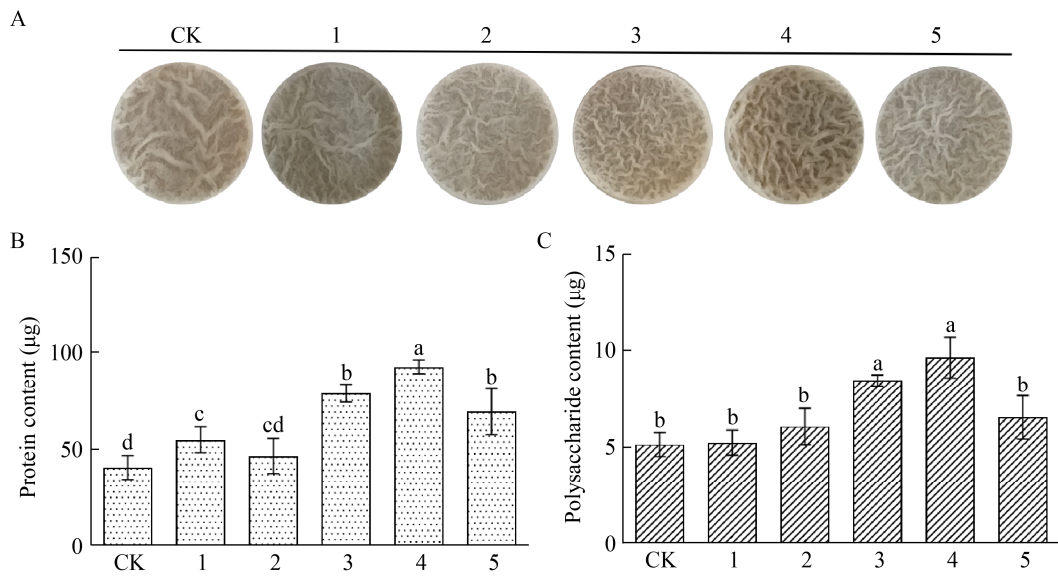 A
CK 1 2 3 4 5
B
150
100
50
0
Protein content (μg)
d c cd b a b
CK 1 2 3 4 5
C
15
10
5
0
Polysaccharide content (μg)
b b b a a b
CK 1 2 3 4 5